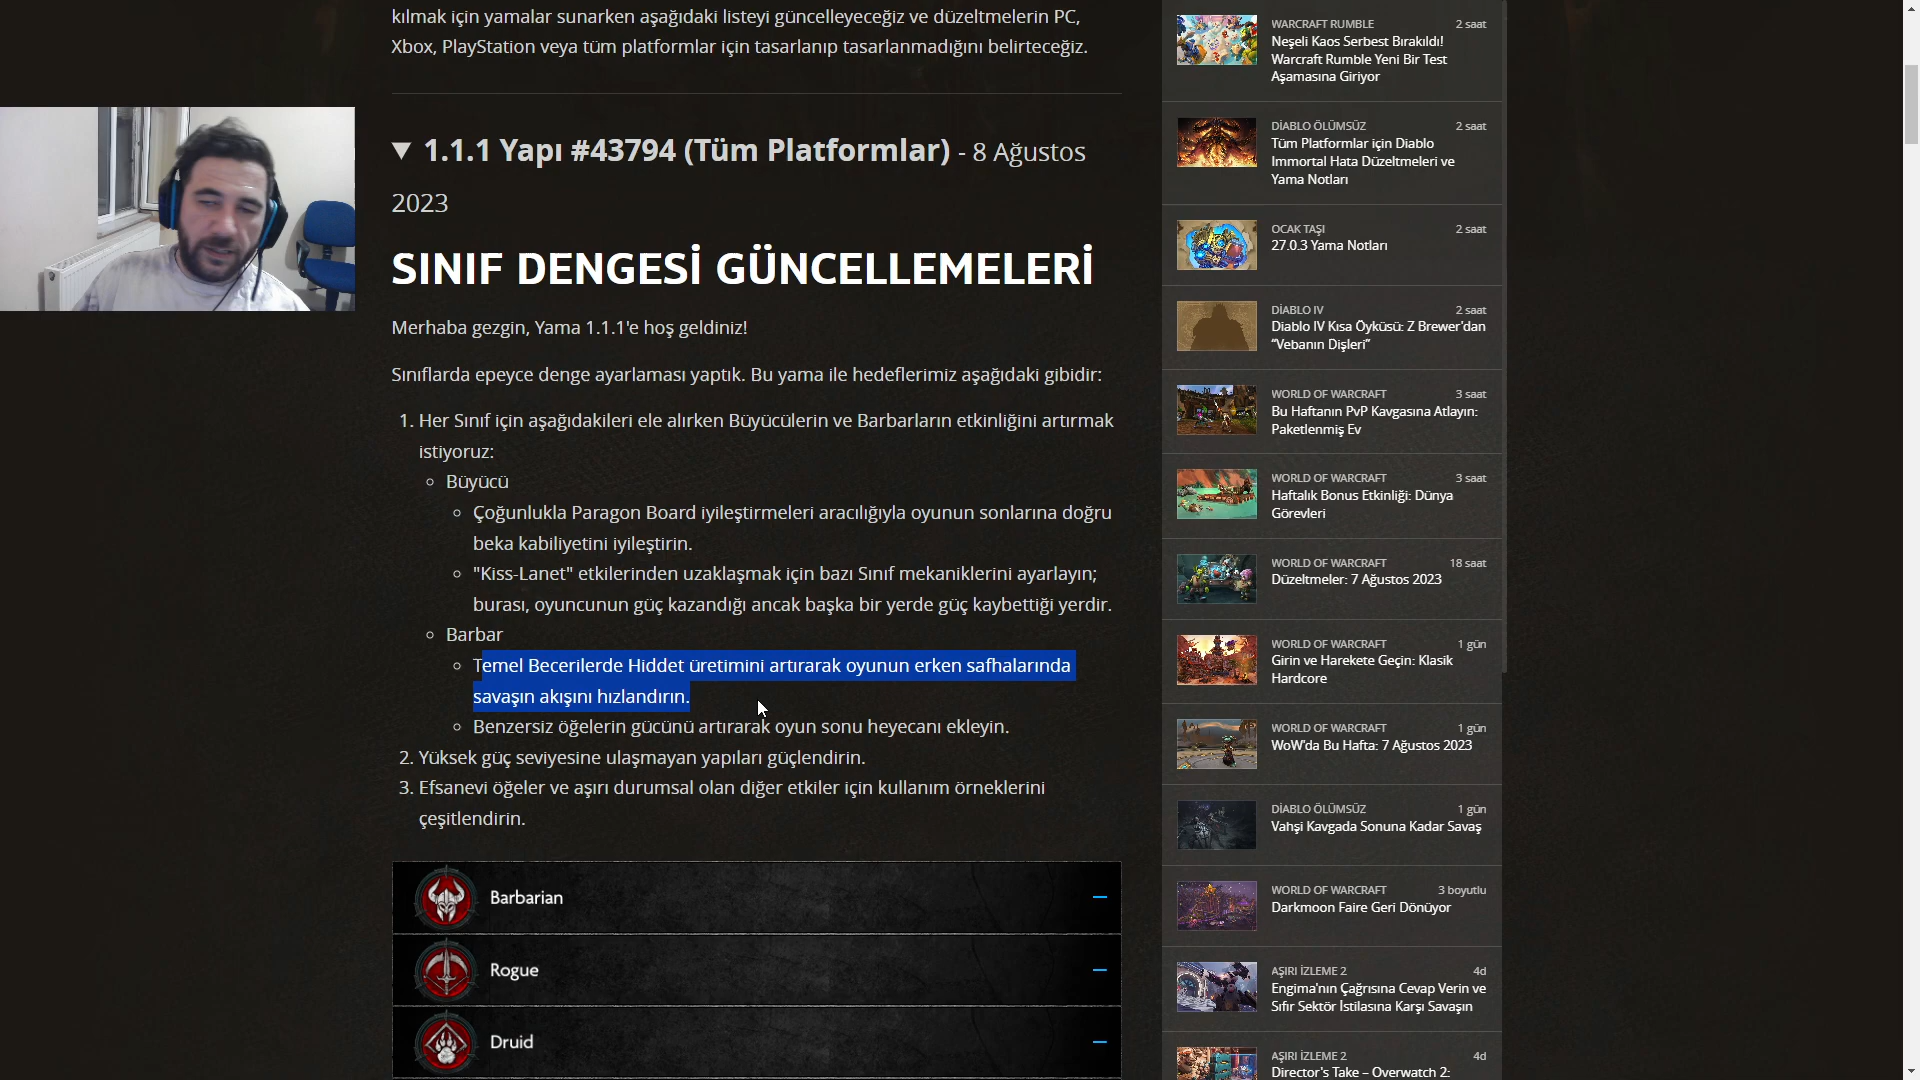 kılmak için yamalar sunarken aşağıdaki listeyi güncelleyeceğiz ve düzeltmelerin PC,
Xbox, PlayStation veya tüm platformlar için tasarlanıp tasarlanmadığını belirteceğiz.
▼ 1.1.1 Yapı #43794 (Tüm Platformlar) - 8 Ağustos
2023
SINIF DENGESİ GÜNCELLEMELERİ
Merhaba gezgin, Yama 1.1.1'e hoş geldiniz!
Sınıflarda epeyce denge ayarlaması yaptık. Bu yama ile hedeflerimiz aşağıdaki gibidir:
1. Her Sınıf için aşağıdakileri ele alırken Büyücülerin ve Barbarların etkinliğini artırmak
istiyoruz:
Büyücü
Çoğunlukla Paragon Board iyileştirmeleri aracılığıyla oyunun sonlarına doğru
beka kabiliyetini iyileştirin.
"Kiss-Lanet" etkilerinden uzaklaşmak için bazı Sınıf mekaniklerini ayarlayın;
burası, oyuncunun güç kazandığı ancak başka bir yerde güç kaybettiği yerdir.
Barbar
Temel Becerilerde Hiddet üretimini artırarak oyunun erken safhalarında
savaşın akışını hızlandırın.
Benzersiz öğelerin gücünü artırarak oyun sonu heyecanı ekleyin.
2. Yüksek güç seviyesine ulaşmayan yapıları güçlendirin.
3. Efsanevi öğeler ve aşırı durumsal olan diğer etkiler için kullanım örneklerini
çeşitlendirin.
Barbarian
Rogue
Druid
WARCRAFT RUMBLE 2 saat
Neşeli Kaos Serbest Bırakıldı!
Warcraft Rumble Yeni Bir Test
Aşamasına Giriyor
DİABLO ÖLÜMSÜZ 2 saat
Tüm Platformlar için Diablo
Immortal Hata Düzeltmeleri ve
Yama Notları
OCAK TAŞI 2 saat
27.0.3 Yama Notları
DİABLO IV 2 saat
Diablo IV Kısa Öyküsü: Z Brewer'dan
“Vebanın Dişleri”
WORLD OF WARCRAFT 3 saat
Bu Haftanın PvP Kavgasına Atlayın:
Paketlenmiş Ev
WORLD OF WARCRAFT 3 saat
Haftalık Bonus Etkinliği: Dünya
Görevleri
WORLD OF WARCRAFT 18 saat
Düzeltmeler: 7 Ağustos 2023
WORLD OF WARCRAFT 1 gün
Girin ve Harekete Geçin: Klasik
Hardcore
WORLD OF WARCRAFT 1 gün
WoW'da Bu Hafta: 7 Ağustos 2023
DİABLO ÖLÜMSÜZ 1 gün
Vahşi Kavgada Sonuna Kadar Savaş
WORLD OF WARCRAFT 3 boyutlu
Darkmoon Faire Geri Dönüyor
AŞIRI İZLEME 2 4d
Engima'nın Çağrısına Cevap Verin ve
Sıfır Sektör İstilasına Karşı Savaşın
AŞIRI İZLEME 2 4d
Director's Take – Overwatch 2: